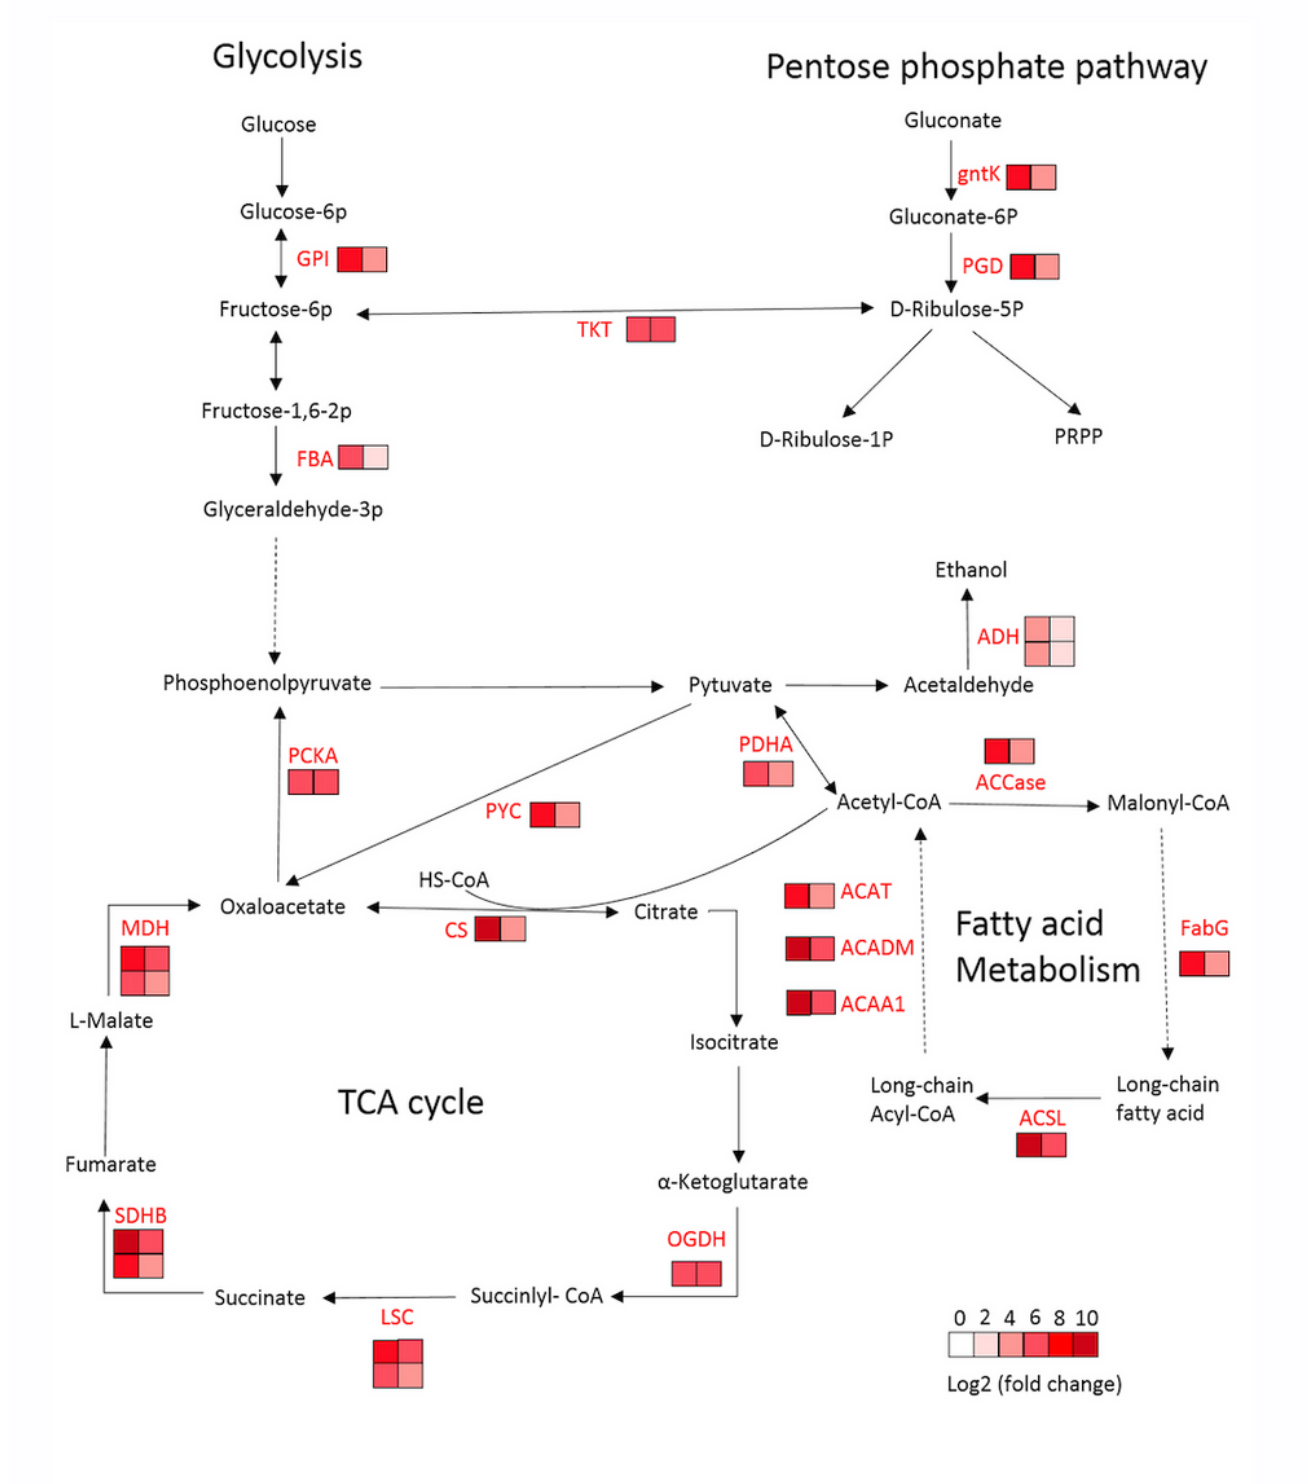 Glycolysis
Pentose phosphate pathway
Glucose
Gluconate
gntK
Glucose-6p
Gluconate-6P
GPI
PGD
Fructose-6p
D-Ribulose-5P
TKT
Fructose-1,6-2p
D-Ribulose-1P
PRPP
FBA
Glyceraldehyde-3p
Ethanol
ADH
Phosphoenolpyruvate
Pytuvate
Acetaldehyde
PCKA
PDHA
ACCase
PYC
Acetyl-CoA
Malonyl-CoA
HS-CoA
ACAT
Oxaloacetate
Citrate
MDH
CS
ACADM
Fatty acid
Metabolism
FabG
ACAA1
L-Malate
Isocitrate
TCA cycle
Long-chain
Acyl-CoA
Long-chain
fatty acid
ACSL
Fumarate
α-Ketoglutarate
SDHB
OGDH
Succinate
Succinlyl- CoA
LSC
0 2 4 6 8 10
Log2 (fold change)